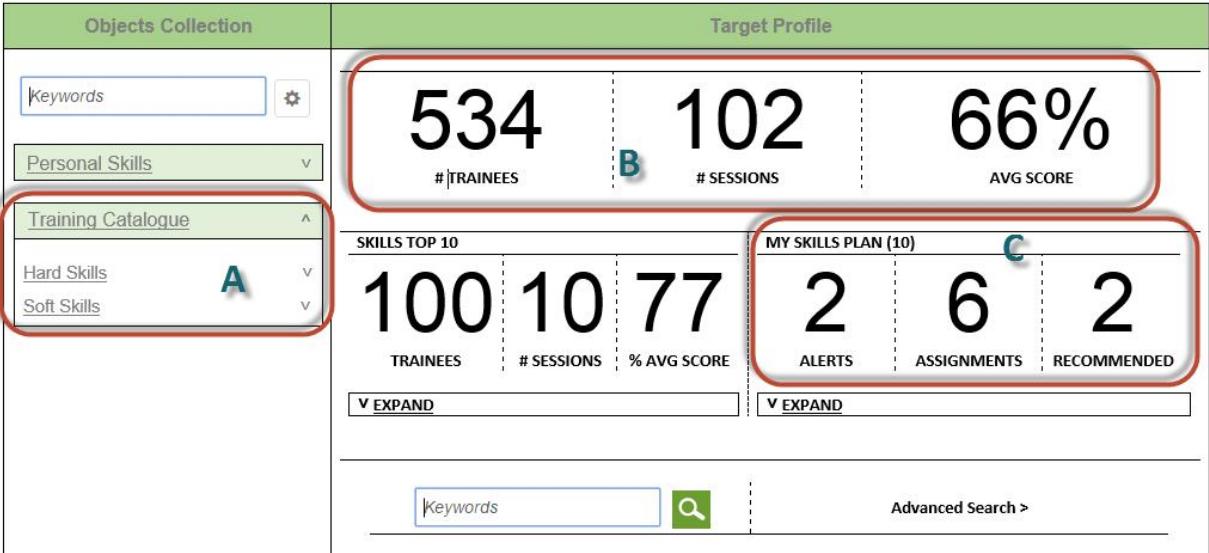 Objects Collection
Target Profile
Keywords
Personal Skills v
Training Catalogue ^
Hard Skills v
Soft Skills v
A
534 102 66%
B
# TRAINEES # SESSIONS AVG SCORE
SKILLS TOP 10
100 10 77
TRAINEES # SESSIONS % AVG SCORE
V EXPAND
MY SKILLS PLAN (10)
C
2 6 2
ALERTS ASSIGNMENTS RECOMMENDED
V EXPAND
Keywords
Advanced Search >